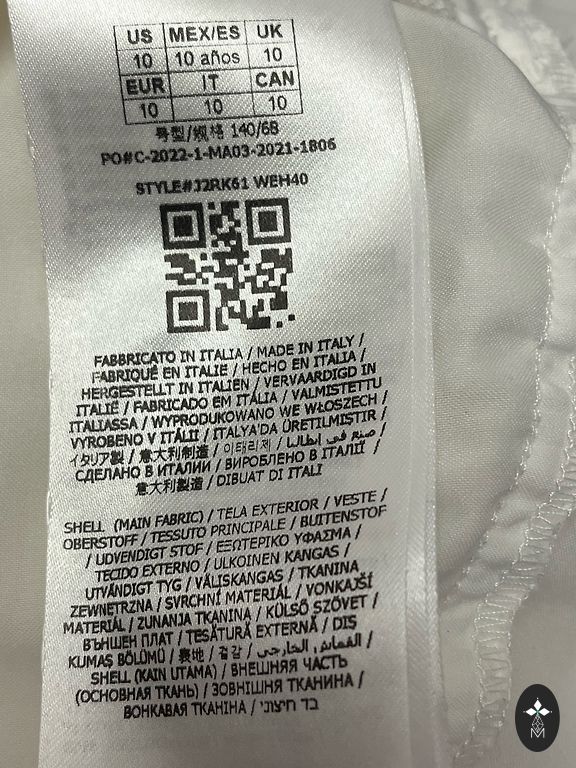 US MEX/ES UK
10 10 años 10
EUR IT CAN
10 10 10
号型/规格 140/68
PO#C-2022-1-MA03-2021-1806
STYLE#J2RK61 WEH40
FABBRICATO IN ITALIA / MADE IN ITALY /
FABRIQUÉ EN ITALIE / HECHO EN ITALIA /
HERGESTELLT IN ITALIEN / VERVAARDIGD IN
ITALIË / FABRICADO EM ITÁLIA / VALMISTETTU
ITALIASSA / WYPRODUKOWANO WE WŁOSZECH /
VYROBENO V ITÁLII / ITALYA'DA ÜRETILMIŞTIR /
イタリア製 / 意大利制造 / 이태리제 / صنع في إيطاليا /
СДЕЛАНО В ИТАЛИИ / ВИРОБЛЕНО В ІТАЛІЇ /
意大利製造 / DIBUAT DI ITALI
SHELL (MAIN FABRIC) / TELA EXTERIOR / VESTE /
OBERSTOFF / TESSUTO PRINCIPALE / BUITENSTOF
/ UDVENDIGT STOF / ΕΞΩΤΕΡΙΚΟ ΥΦΑΣΜΑ /
TECIDO EXTERNO / ULKOINEN KANGAS /
UTVÄNDIGT TYG / VÄLISKANGAS / TKANINA
ZEWNETRZNA / SVRCHNÍ MATERIÁL / VONKAJŠÍ
MATERIÁL / ZUNANJA TKANINA / KÜLSŐ SZÖVET /
ВЪНШЕН ПЛАТ / TESĂTURĂ EXTERNĂ / DIŞ
KUMAŞ BÖLÜMÜ / 表地 / 겉감 / القماش الخارجي /
SHELL (KAIN UTAMA) / ВНЕШНЯЯ ЧАСТЬ
(ОСНОВНАЯ ТКАНЬ) / ЗОВНІШНЯ ТКАНИНА /
ВОНКАВАЯ ТКАНІНА / בד חיצוני
M